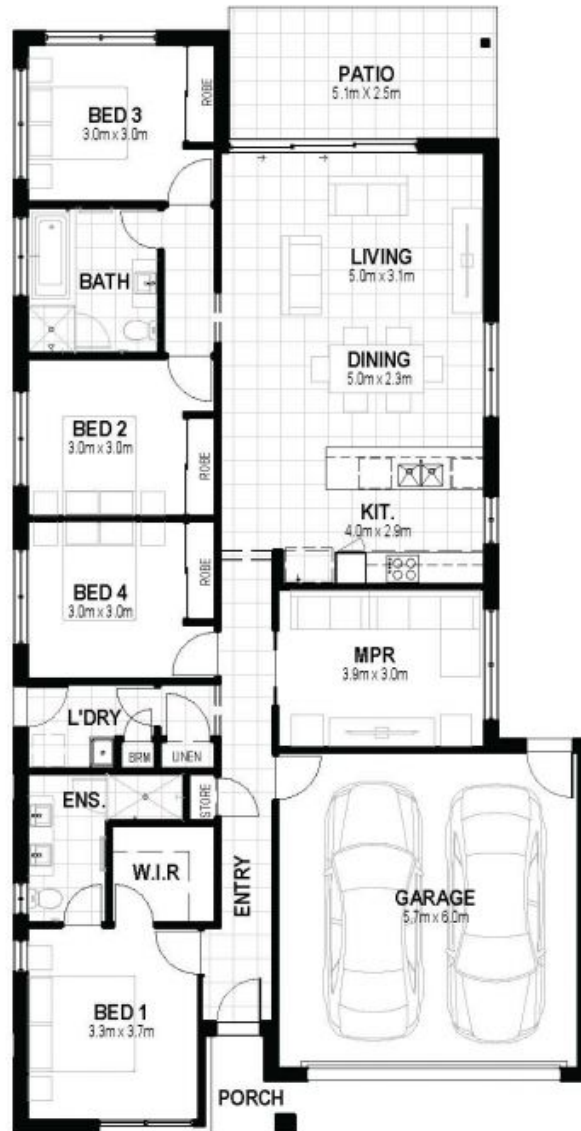 PATIO
5.1m X 2.5m
BED 3
3.0m x 3.0m
ROBE
LIVING
5.0m x 3.1m
BATH
DINING
5.0m x 2.3m
BED 2
3.0m x 3.0m
ROBE
KIT.
4.0m x 2.9m
BED 4
3.0m x 3.0m
ROBE
MPR
3.9m x 3.0m
L'DRY
BRM
LINEN
ENS.
STORE
W.I.R
ENTRY
GARAGE
5.7m x 6.0m
BED 1
3.3m x 3.7m
PORCH